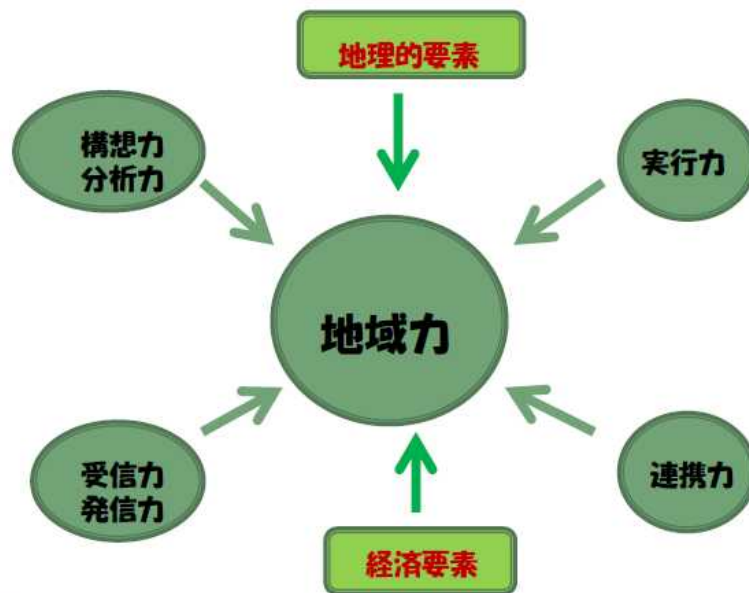 地理的要素
構想力
分析力
実行力
地域力
受信力
発信力
連携力
経済要素